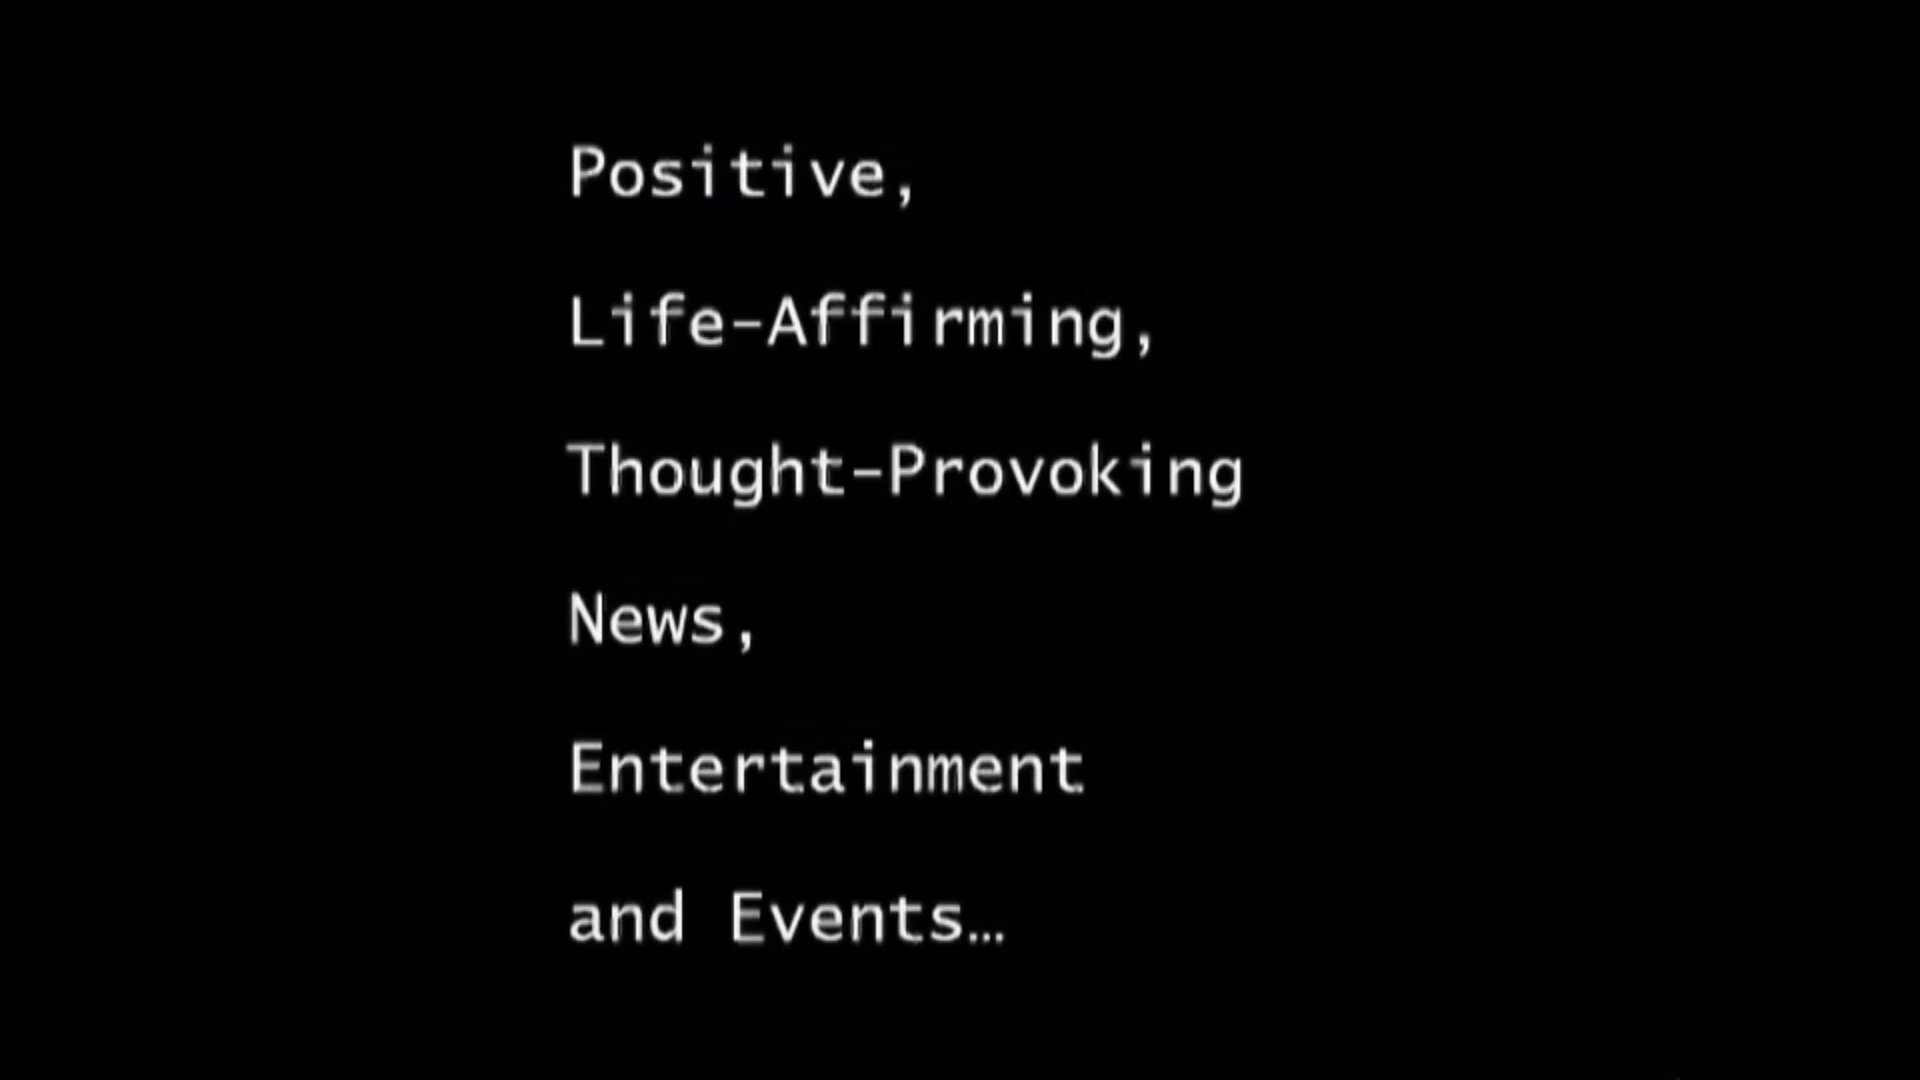 Positive,
Life-Affirming,
Thought-Provoking
News,
Entertainment
and Events…